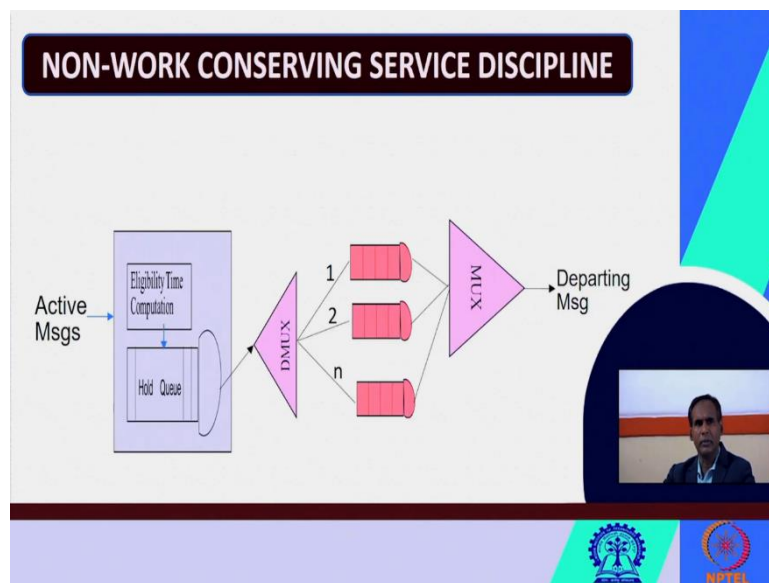 NON-WORK CONSERVING SERVICE DISCIPLINE
Active
Msgs
Eligibility Time
Computation
Hold Queue
DMUX
1
2
n
MUX
Departing
Msg
NPTEL